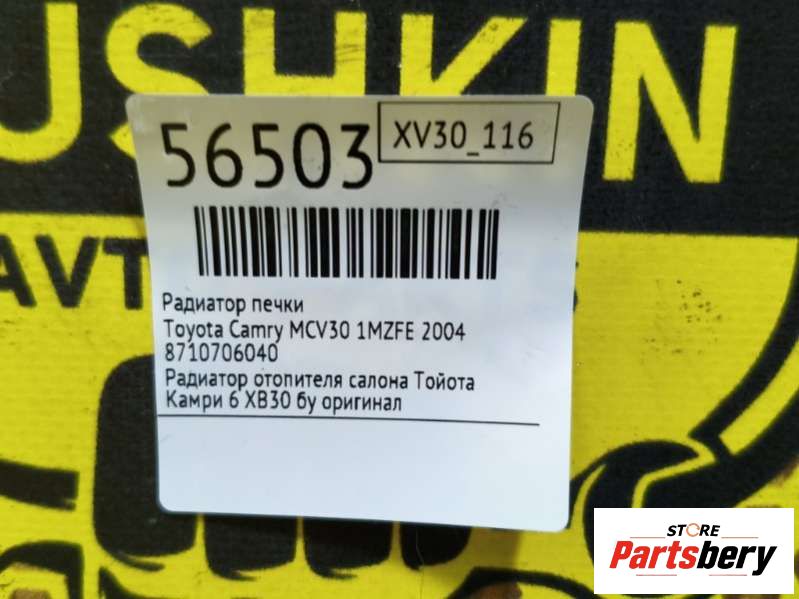 USHKIN
AVT
S
56503
XV30_116
Радиатор печки
Toyota Camry MCV30 1MZFE 2004
8710706040
Радиатор отопителя салона Тойота
Камри 6 ХВ30 бу оригинал
STORE
Partsbery